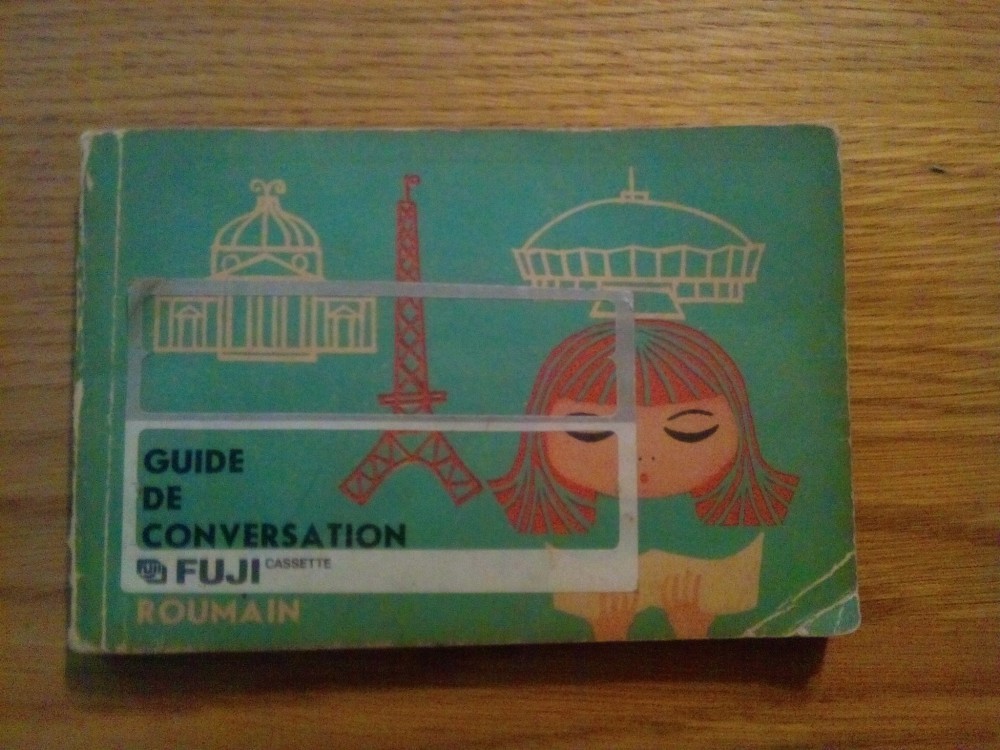 GUIDE
DE
CONVERSATION
FUJI CASSETTE
ROUMAIN